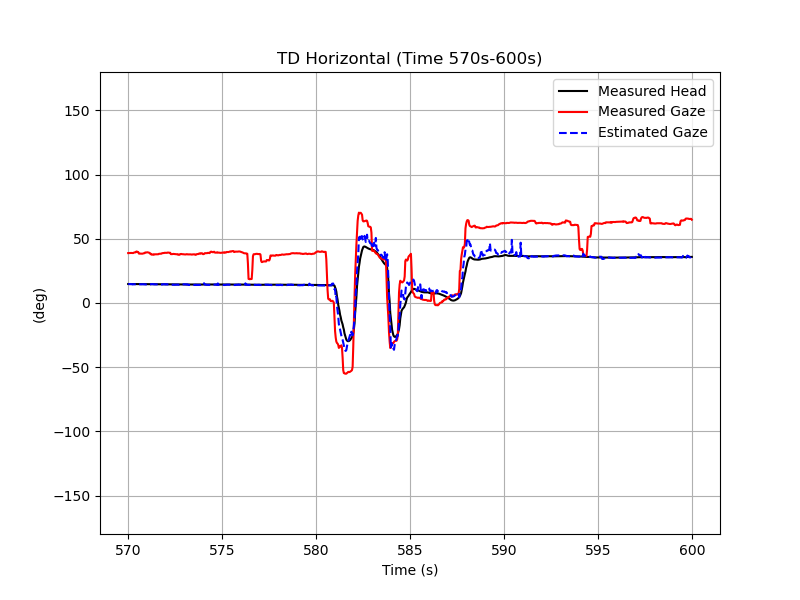 TD Horizontal (Time 570s-600s)
Measured Head
Measured Gaze
Estimated Gaze
150
100
50
0
−50
−100
−150
(deg)
570 575 580 585 590 595 600
Time (s)